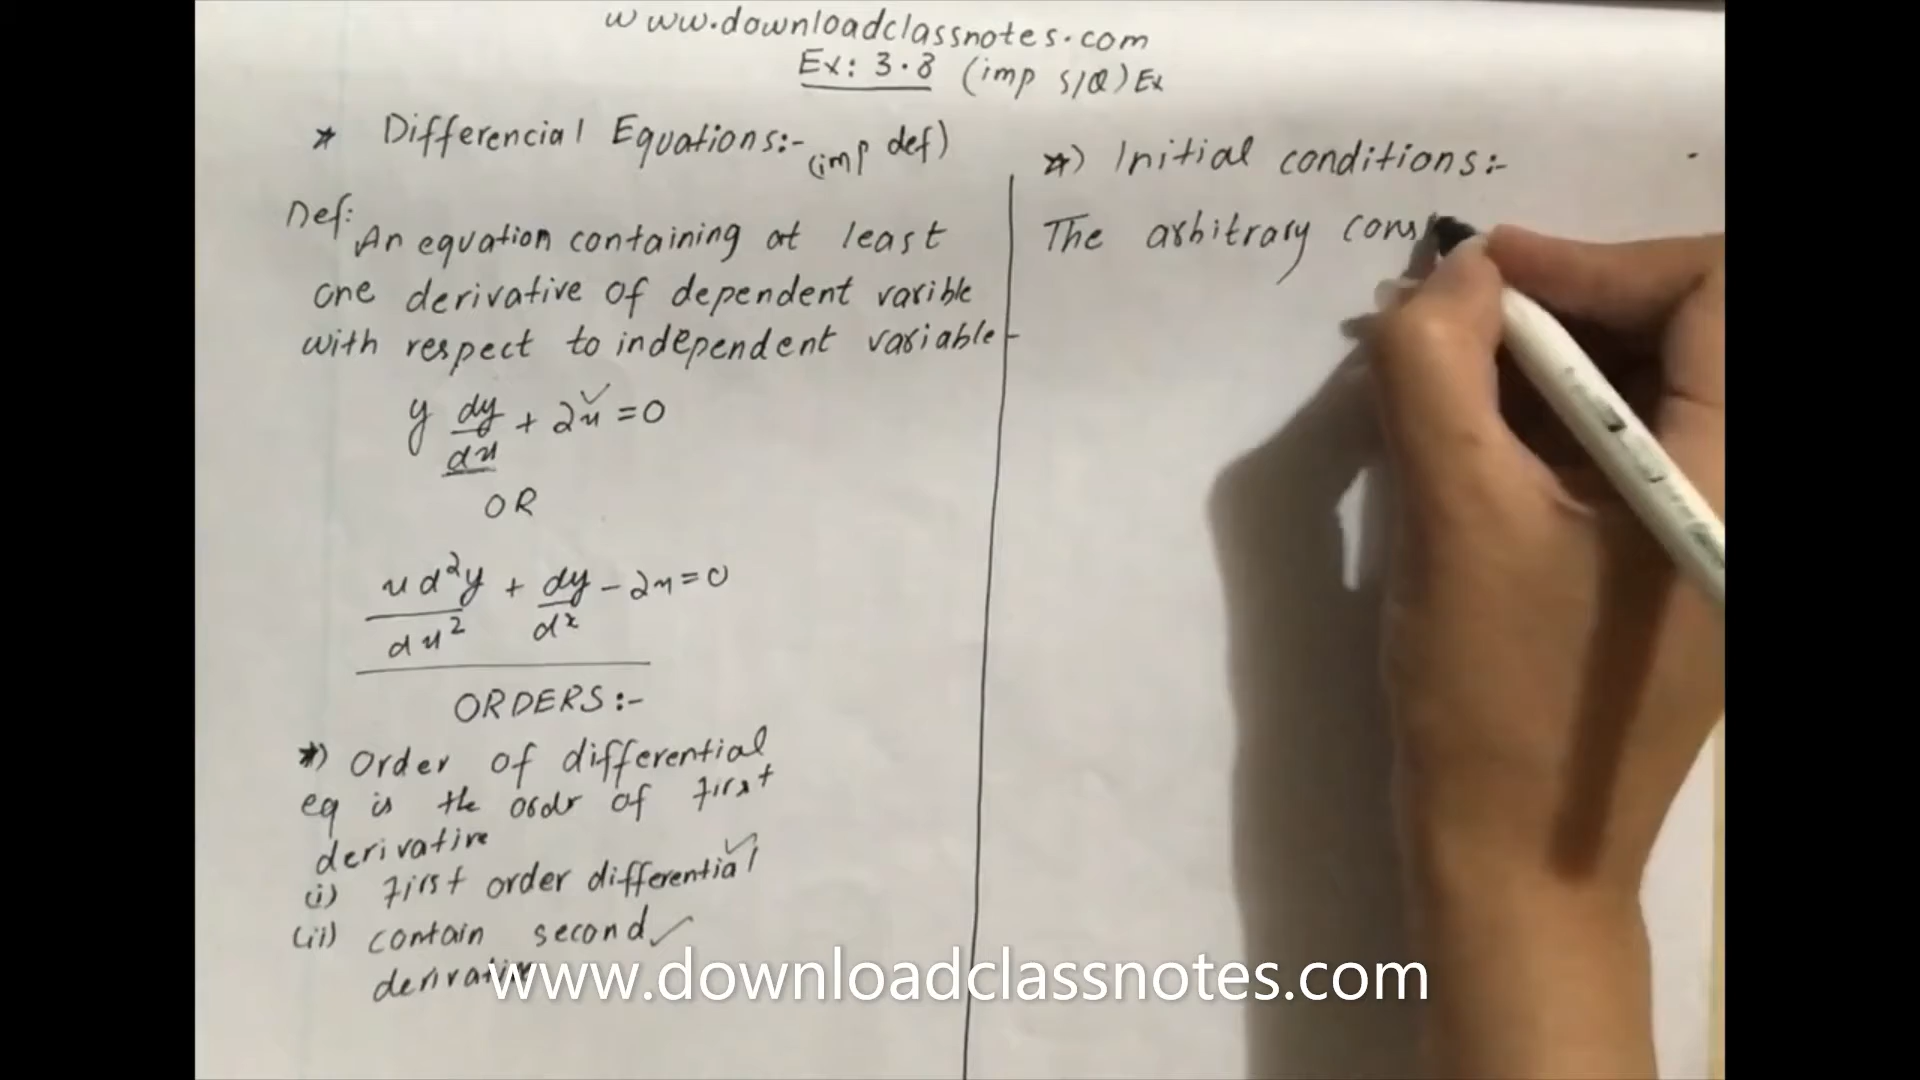 www.downloadclassnotes.com
Ex: 3.8 (imp S/Q) Ex
* Differencial Equations:- (imp def)
Def: An equation containing at least
one derivative of dependent varible
with respect to independent variable-
y dy/dx + 2x = 0
OR
x d²y/dx² + dy/dx - 2x = 0
ORDERS:-
*) Order of differential
eq is the order of first
derivative
(i) first order differential
(ii) contain second
derivative
*) Initial conditions:-
The arbitrary cons
www.downloadclassnotes.com